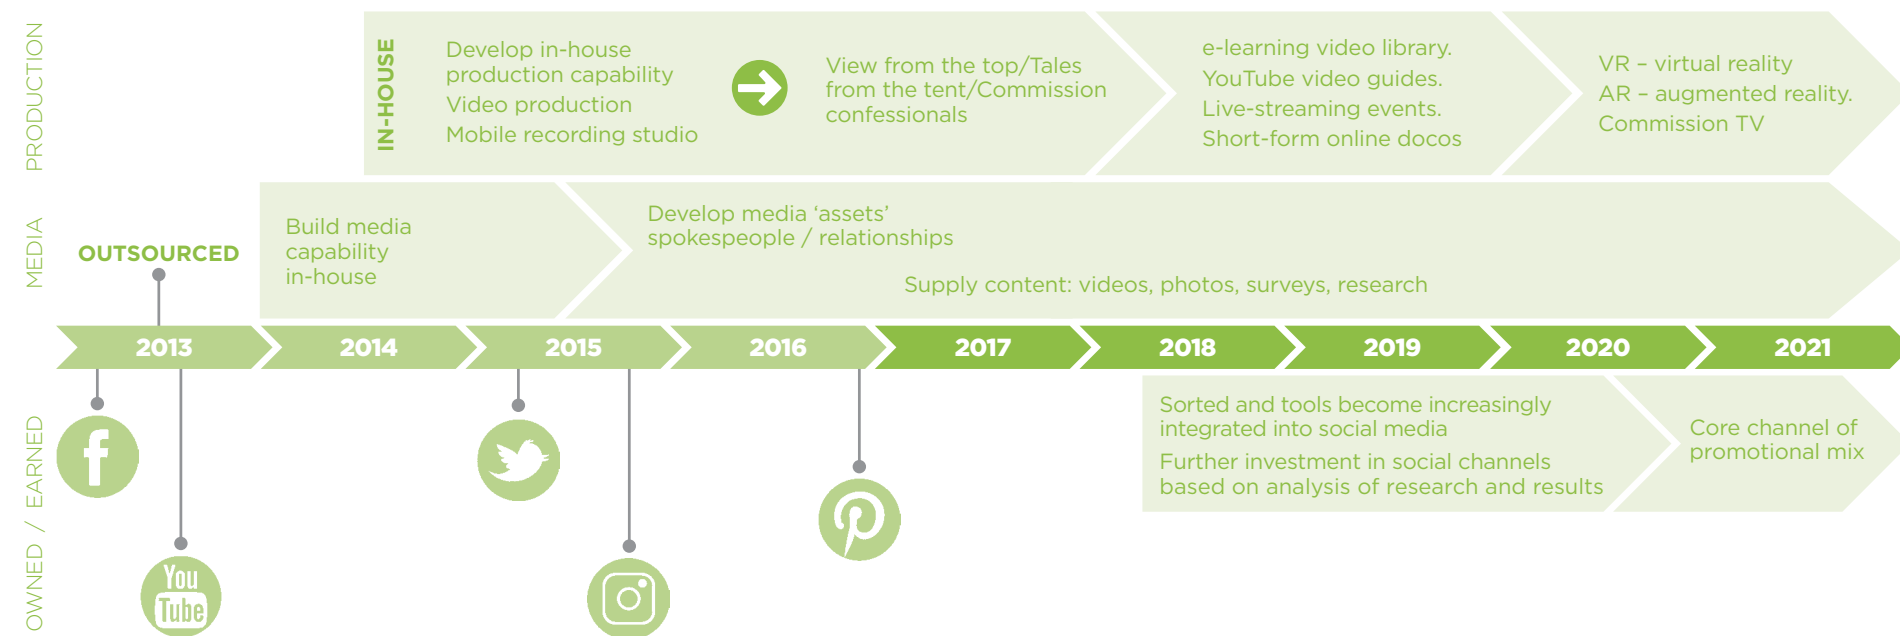 PRODUCTION
IN-HOUSE
Develop in-house
production capability
Video production
Mobile recording studio
View from the top/Tales
from the tent/Commission
confessionals
e-learning video library.
YouTube video guides.
Live-streaming events.
Short-form online docos
VR – virtual reality
AR – augmented reality.
Commission TV
MEDIA
OUTSOURCED
Build media
capability
in-house
Develop media ‘assets’
spokespeople / relationships
Supply content: videos, photos, surveys, research
2013
2014
2015
2016
2017
2018
2019
2020
2021
OWNED / EARNED
f
You
Tube
Sorted and tools become increasingly
integrated into social media
Further investment in social channels
based on analysis of research and results
Core channel of
promotional mix